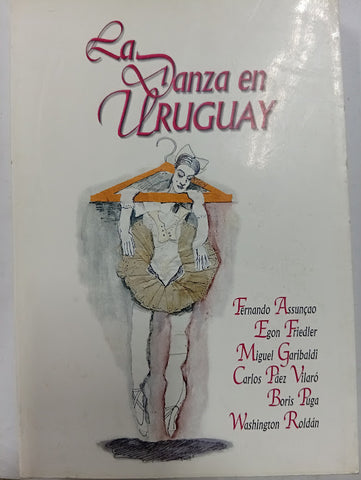 La
Danza en
URUGUAY
Fernando Assunçao
Egon Friedler
Miguel Garibaldi
Carlos Páez Vilaró
Boris Puga
Washington Roldán